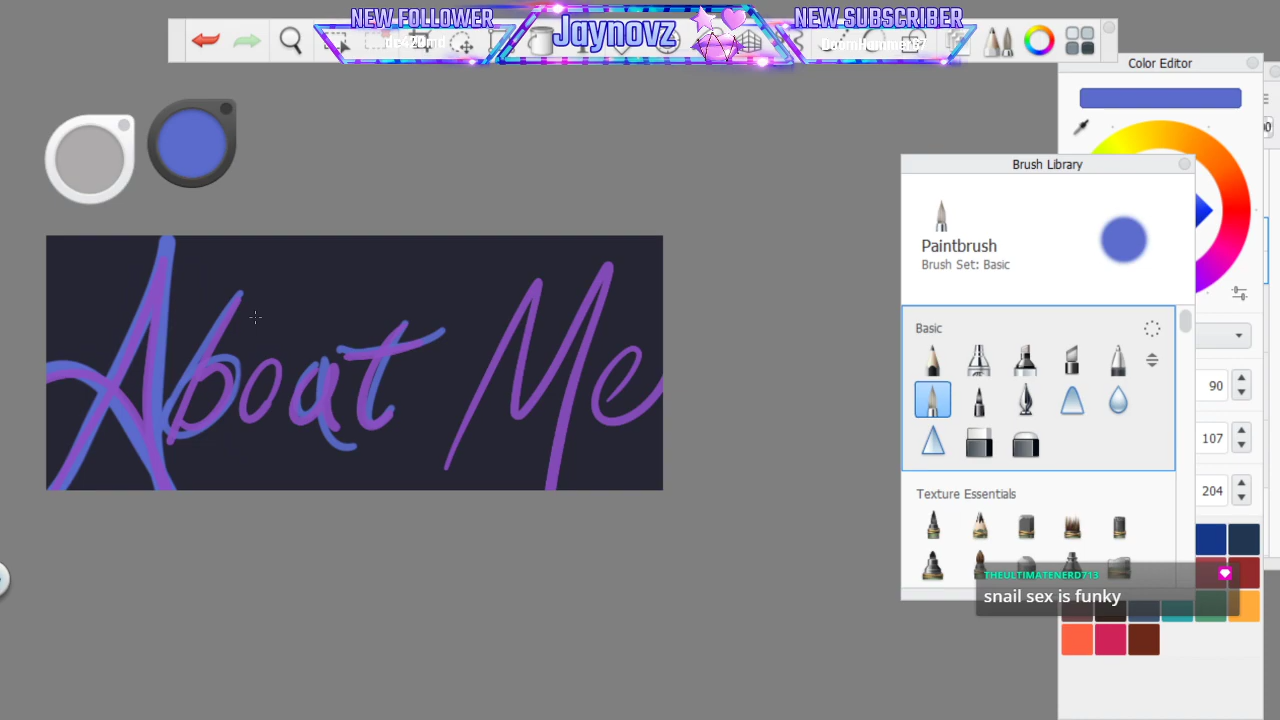 NEW FOLLOWER
Jaynovz
NEW SUBSCRIBER
Color Editor
Brush Library
Paintbrush
Brush Set: Basic
Basic
90
107
204
Texture Essentials
About Me
THEULTIMATENERD713
snail sex is funky